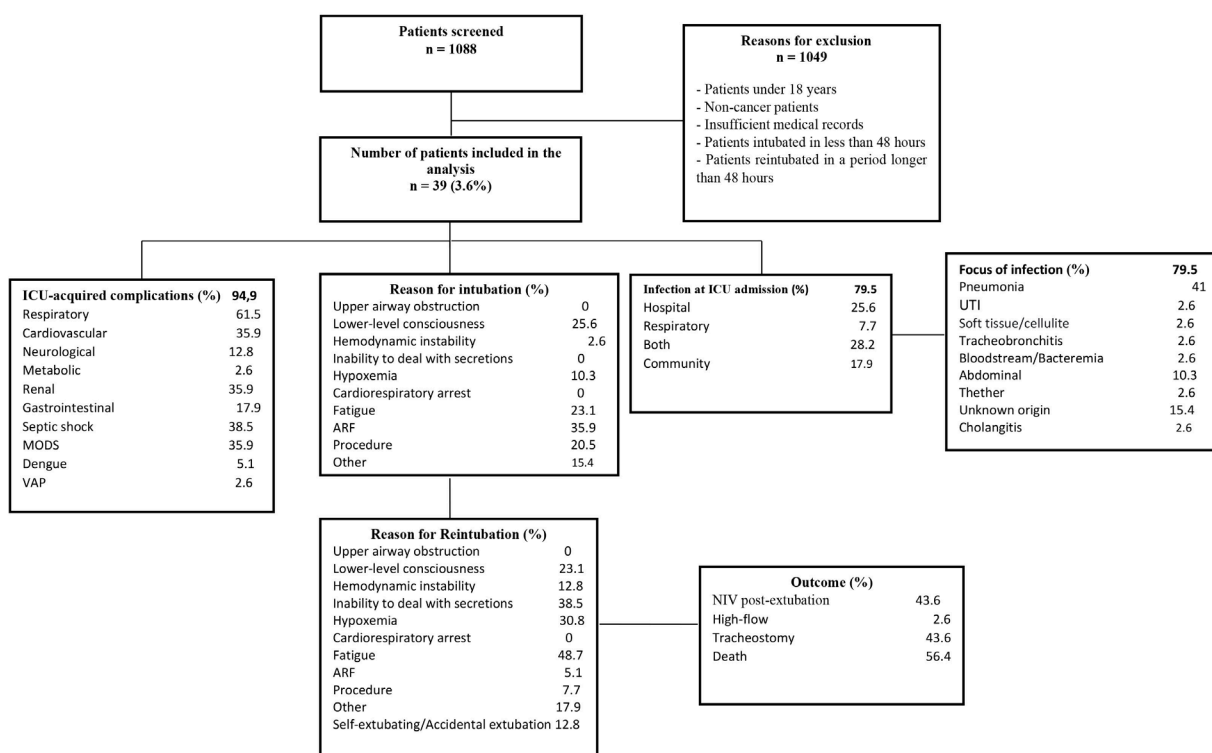 Patients screened
n = 1088
Reasons for exclusion
n = 1049
- Patients under 18 years
- Non-cancer patients
- Insufficient medical records
- Patients intubated in less than 48 hours
- Patients reintubated in a period longer
than 48 hours
Number of patients included in the
analysis
n = 39 (3.6%)
ICU-acquired complications (%) 94,9
Respiratory 61.5
Cardiovascular 35.9
Neurological 12.8
Metabolic 2.6
Renal 35.9
Gastrointestinal 17.9
Septic shock 38.5
MODS 35.9
Dengue 5.1
VAP 2.6
Reason for intubation (%)
Upper airway obstruction 0
Lower-level consciousness 25.6
Hemodynamic instability 2.6
Inability to deal with secretions 0
Hypoxemia 10.3
Cardiorespiratory arrest 0
Fatigue 23.1
ARF 35.9
Procedure 20.5
Other 15.4
Infection at ICU admission (%) 79.5
Hospital 25.6
Respiratory 7.7
Both 28.2
Community 17.9
Focus of infection (%) 79.5
Pneumonia 41
UTI 2.6
Soft tissue/cellulite 2.6
Tracheobronchitis 2.6
Bloodstream/Bacteremia 2.6
Abdominal 10.3
Thether 2.6
Unknown origin 15.4
Cholangitis 2.6
Reason for Reintubation (%)
Upper airway obstruction 0
Lower-level consciousness 23.1
Hemodynamic instability 12.8
Inability to deal with secretions 38.5
Hypoxemia 30.8
Cardiorespiratory arrest 0
Fatigue 48.7
ARF 5.1
Procedure 7.7
Other 17.9
Self-extubating/Accidental extubation 12.8
Outcome (%)
NIV post-extubation 43.6
High-flow 2.6
Tracheostomy 43.6
Death 56.4